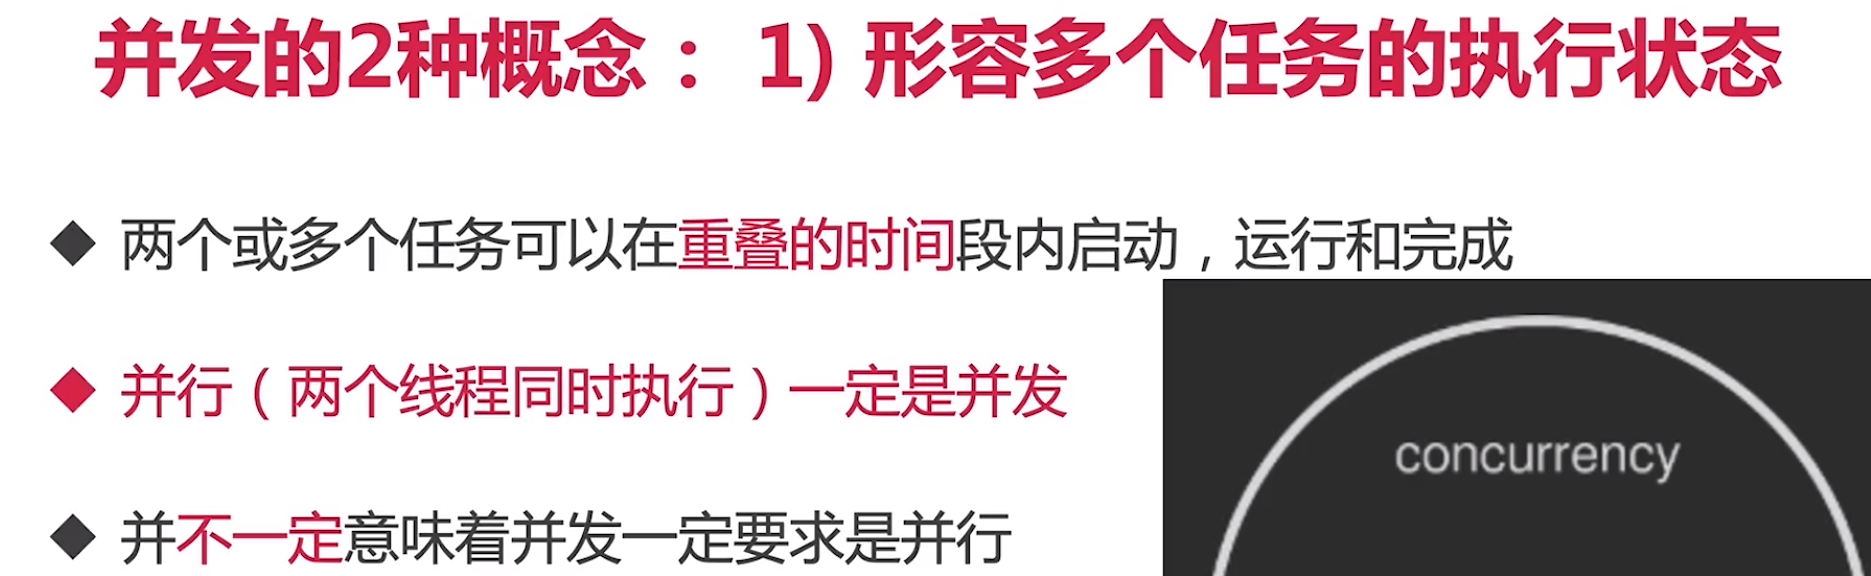 并发的2种概念： 1) 形容多个任务的执行状态
两个或多个任务可以在重叠的时间段内启动，运行和完成
并行（两个线程同时执行）一定是并发
concurrency
并不一定意味着并发一定要求是并行